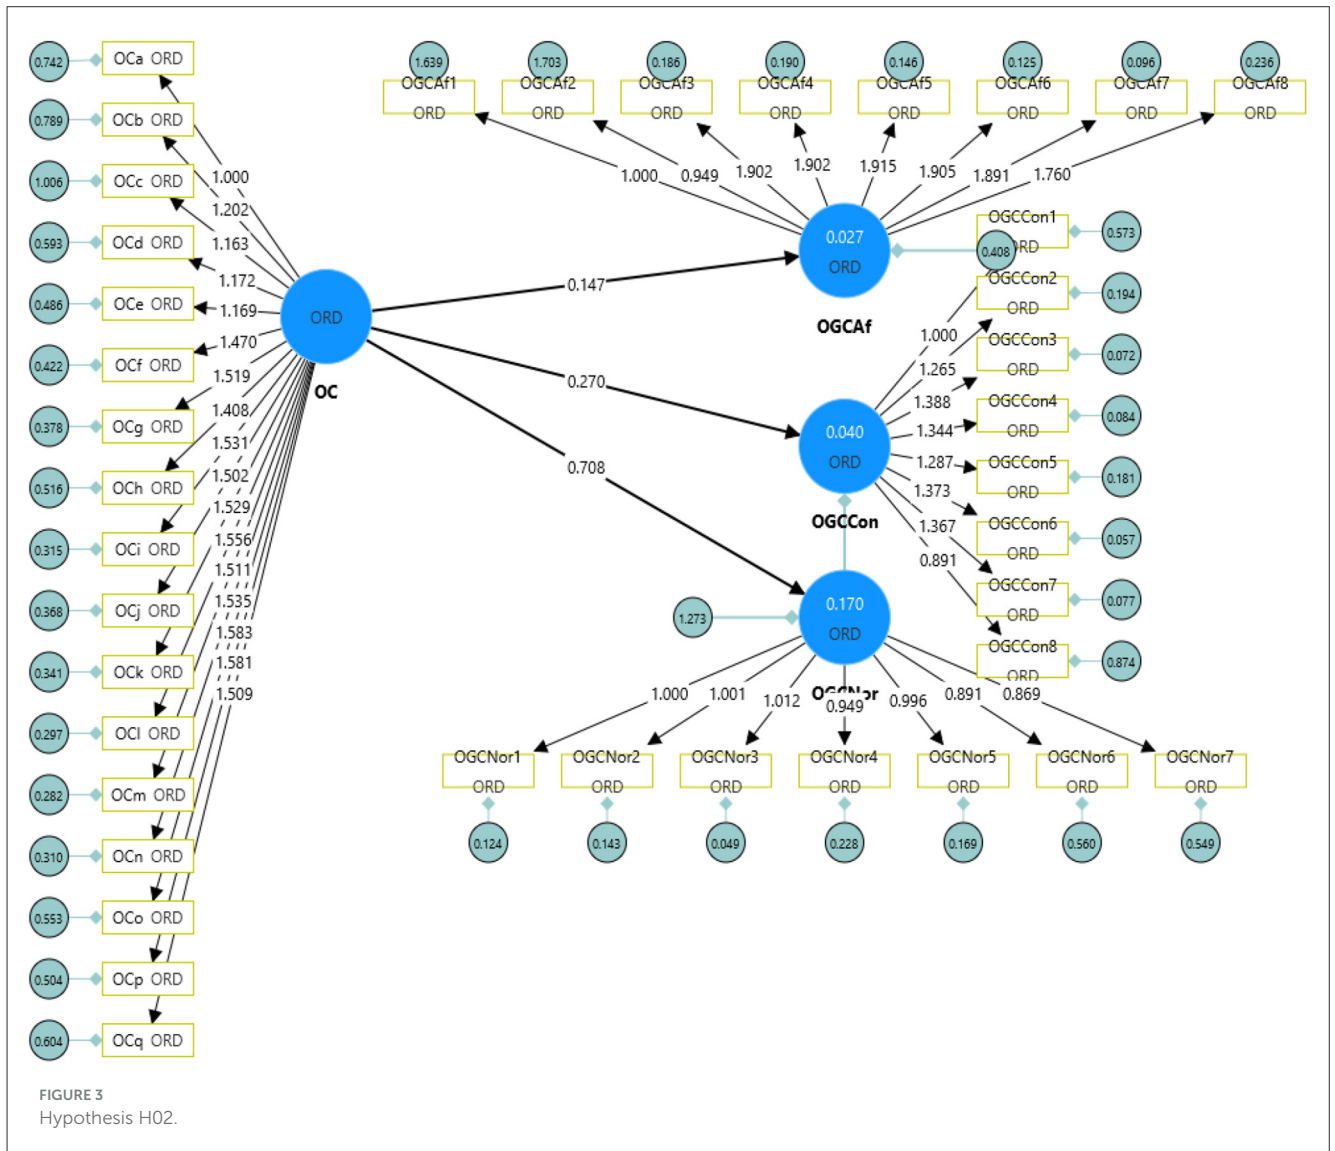 0.742 OCa ORD
0.789 OCb ORD
1.006 OCc ORD
0.593 OCd ORD
0.486 OCe ORD
0.422 OCf ORD
0.378 OCg ORD
0.516 OCh ORD
0.315 OCi ORD
0.368 OCj ORD
0.341 OCk ORD
0.297 OCl ORD
0.282 OCm ORD
0.310 OCn ORD
0.553 OCo ORD
0.504 OCp ORD
0.604 OCq ORD
1.000
1.202
1.163
1.172
1.169
1.470
1.519
1.408
1.531
1.502
1.529
1.556
1.511
1.535
1.583
1.581
1.509
ORD
OC
0.147
0.270
0.708
1.639 1.703 0.186 0.190 0.146 0.125 0.096 0.236
OGCAf1 OGCAf2 OGCAf3 OGCAf4 OGCAf5 OGCAf6 OGCAf7 OGCAf8
ORD ORD ORD ORD ORD ORD ORD ORD
1.000 0.949 1.902 1.902 1.915 1.905 1.891 1.760
0.027
ORD
OGCAf
0.408
0.040
ORD
OGCCon
1.000
1.265
1.388
1.344
1.287
1.373
1.367
0.891
OGCCon1
ORD
0.573
OGCCon2
ORD
0.194
OGCCon3
ORD
0.072
OGCCon4
ORD
0.084
OGCCon5
ORD
0.181
OGCCon6
ORD
0.057
OGCCon7
ORD
0.077
OGCCon8
ORD
0.874
1.273
0.170
ORD
OGCNor
1.000 1.001 1.012 0.949 0.996 0.891 0.869
OGCNor1 OGCNor2 OGCNor3 OGCNor4 OGCNor5 OGCNor6 OGCNor7
ORD ORD ORD ORD ORD ORD ORD
0.124 0.143 0.049 0.228 0.169 0.560 0.549
FIGURE 3
Hypothesis H02.